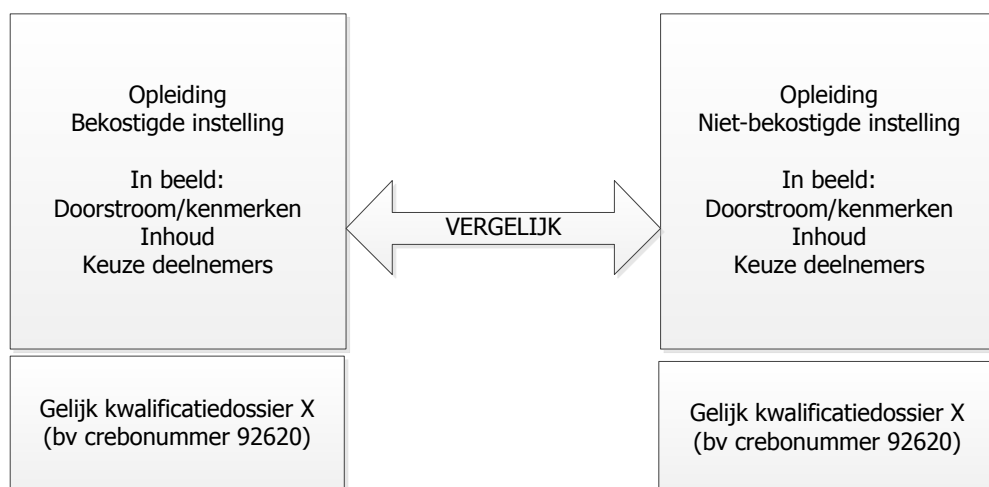 Opleiding
Bekostigde instelling
In beeld:
Doorstroom/kenmerken
Inhoud
Keuze deelnemers
VERGELIJK
Opleiding
Niet-bekostigde instelling
In beeld:
Doorstroom/kenmerken
Inhoud
Keuze deelnemers
Gelijk kwalificatiedossier X
(bv crebonummer 92620)
Gelijk kwalificatiedossier X
(bv crebonummer 92620)